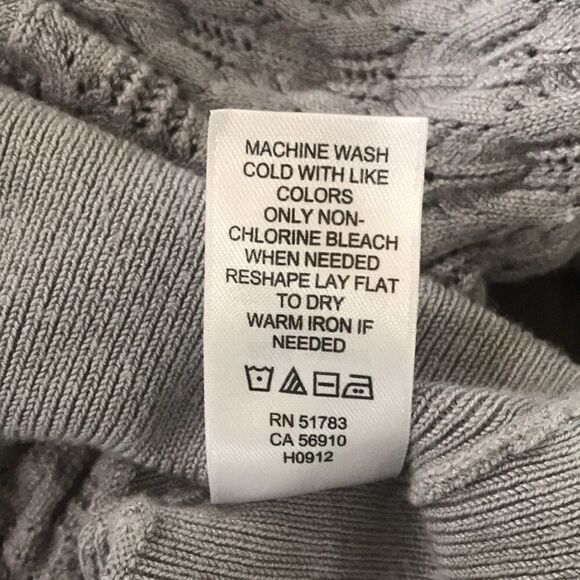 MACHINE WASH
COLD WITH LIKE
COLORS
ONLY NON-
CHLORINE BLEACH
WHEN NEEDED
RESHAPE LAY FLAT
TO DRY
WARM IRON IF
NEEDED
RN 51783
CA 56910
H0912